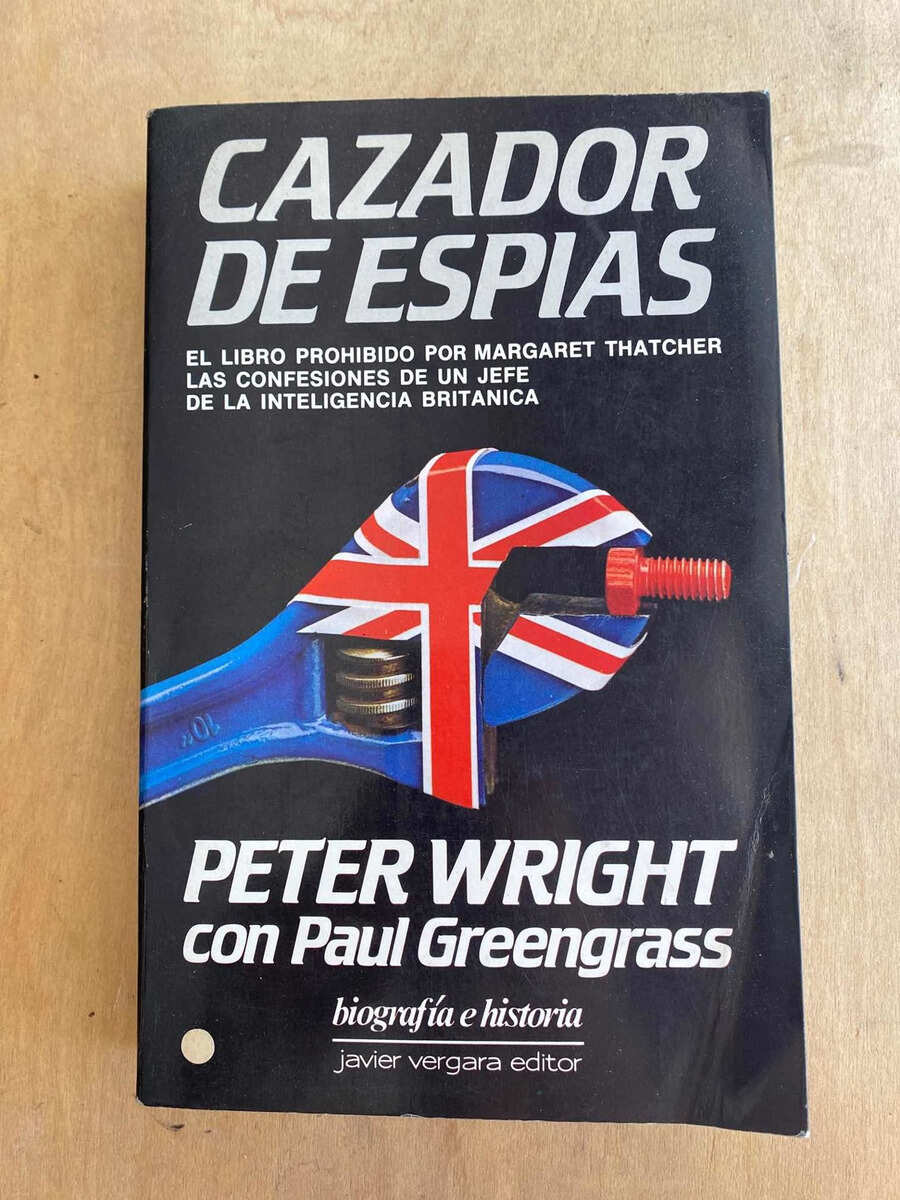 CAZADOR
DE ESPIAS
EL LIBRO PROHIBIDO POR MARGARET THATCHER
LAS CONFESIONES DE UN JEFE
DE LA INTELIGENCIA BRITANICA
10"
PETER WRIGHT
con Paul Greengrass
biografía e historia
javier vergara editor